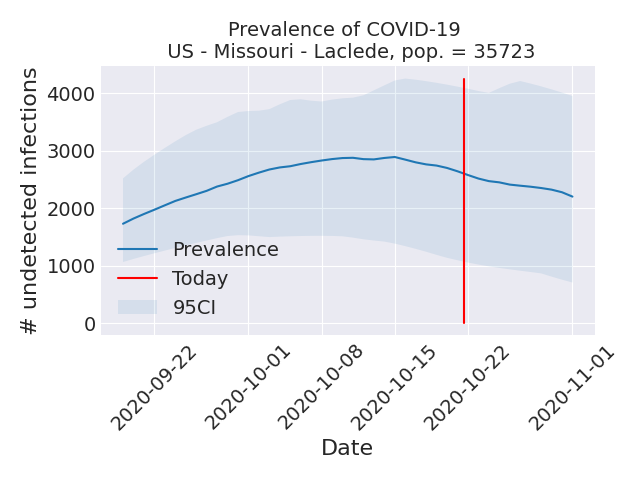 Prevalence of COVID-19
US - Missouri - Laclede, pop. = 35723
# undetected infections
4000
3000
2000
1000
0
Prevalence
Today
95CI
2020-09-22
2020-10-01
2020-10-08
2020-10-15
2020-10-22
2020-11-01
Date